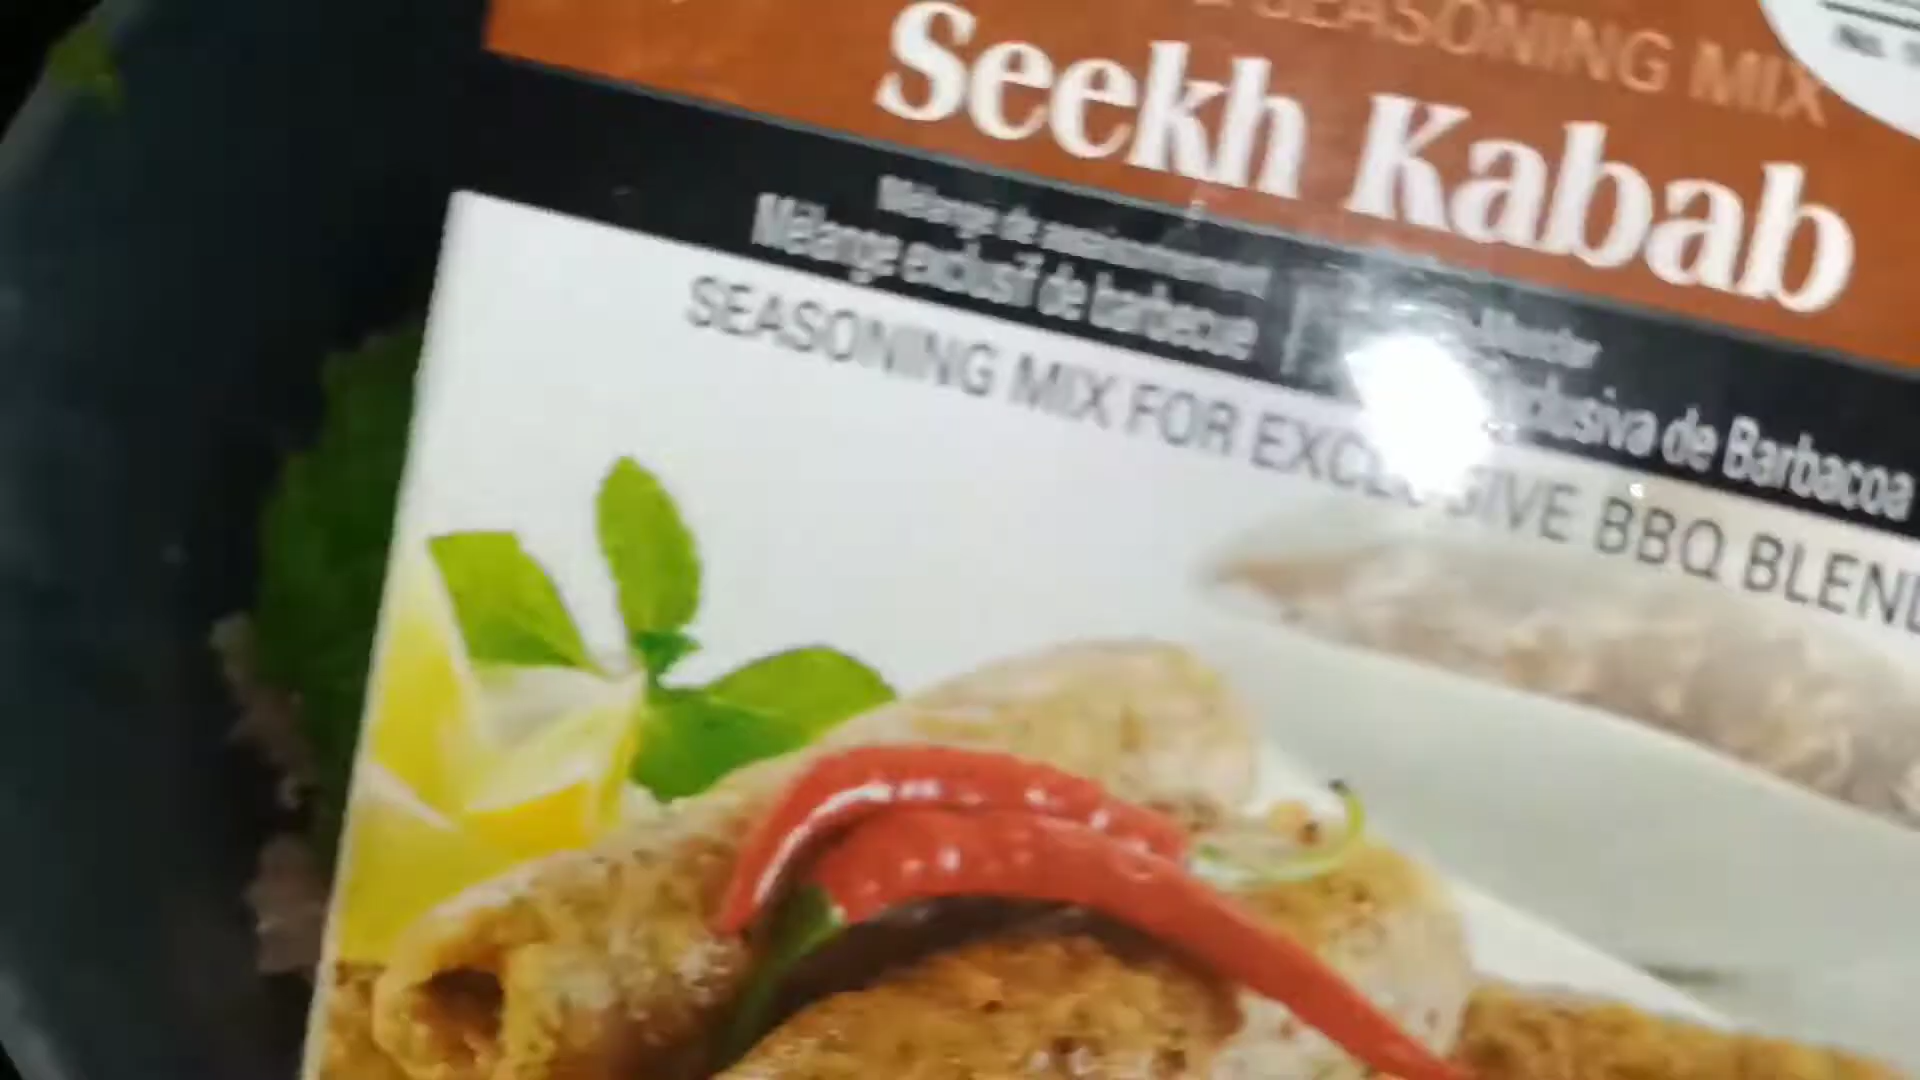 SEASONING MIX
Seekh Kabab
Mélange de assaisonnement
Mélange exclusif de barbecue
de Barbacoa
SEASONING MIX FOR EXCLUSIVE BBQ BLEND